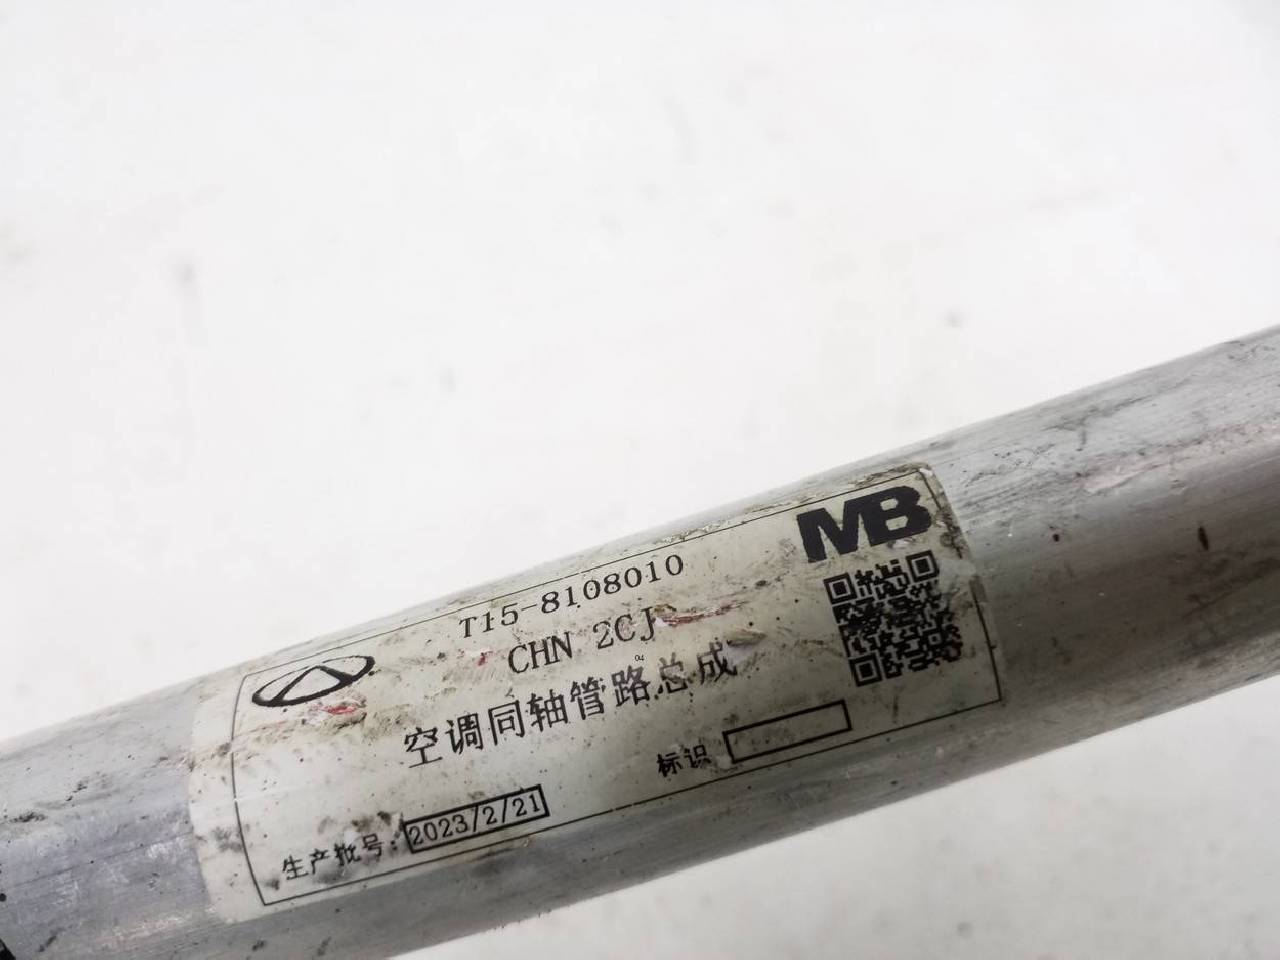 MB
T15-8108010
CHN 2CJ
空调同轴管路总成
标识
生产批号: 2023/2/21